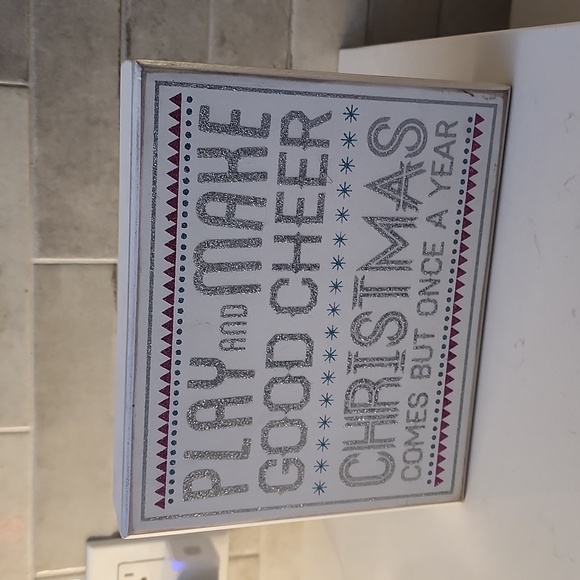 PLAY AND MAKE
GOOD CHEER
CHRISTMAS
COMES BUT ONCE A YEAR